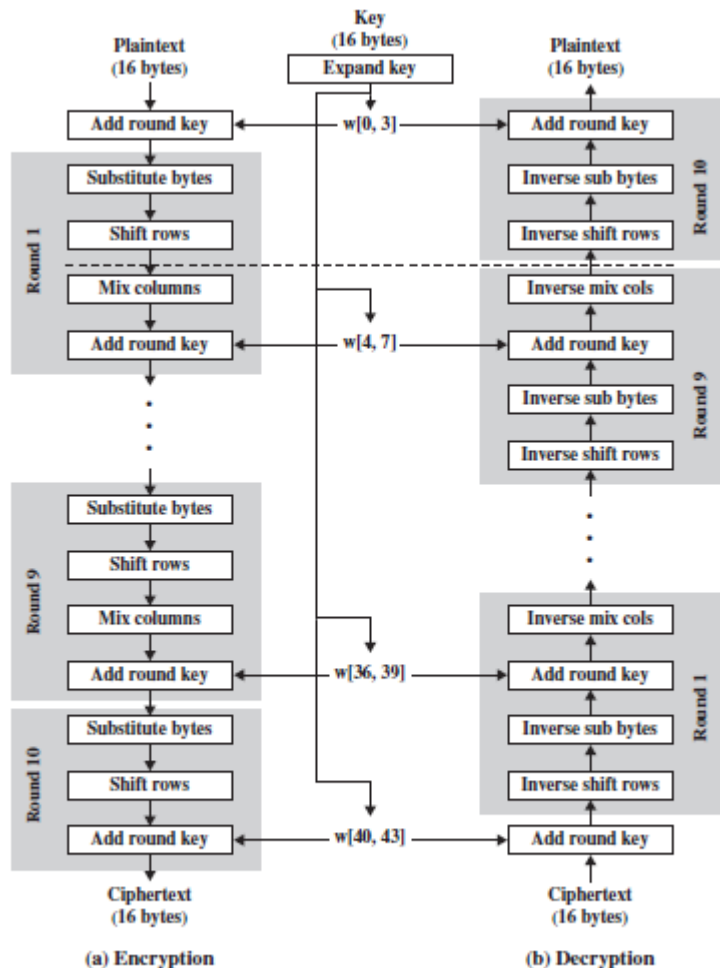 Key
(16 bytes)
Plaintext
(16 bytes)
Expand key
Plaintext
(16 bytes)
Add round key
w[0, 3]
Add round key
Round 1
Substitute bytes
Shift rows
Mix columns
Add round key
w[4, 7]
Inverse sub bytes
Inverse shift rows
Round 10
Inverse mix cols
Add round key
Inverse sub bytes
Inverse shift rows
Round 9
Round 9
Substitute bytes
Shift rows
Mix columns
Add round key
w[36, 39]
Inverse mix cols
Add round key
Inverse sub bytes
Inverse shift rows
Round 1
Round 10
Substitute bytes
Shift rows
Add round key
w[40, 43]
Add round key
Ciphertext
(16 bytes)
Ciphertext
(16 bytes)
(a) Encryption
(b) Decryption